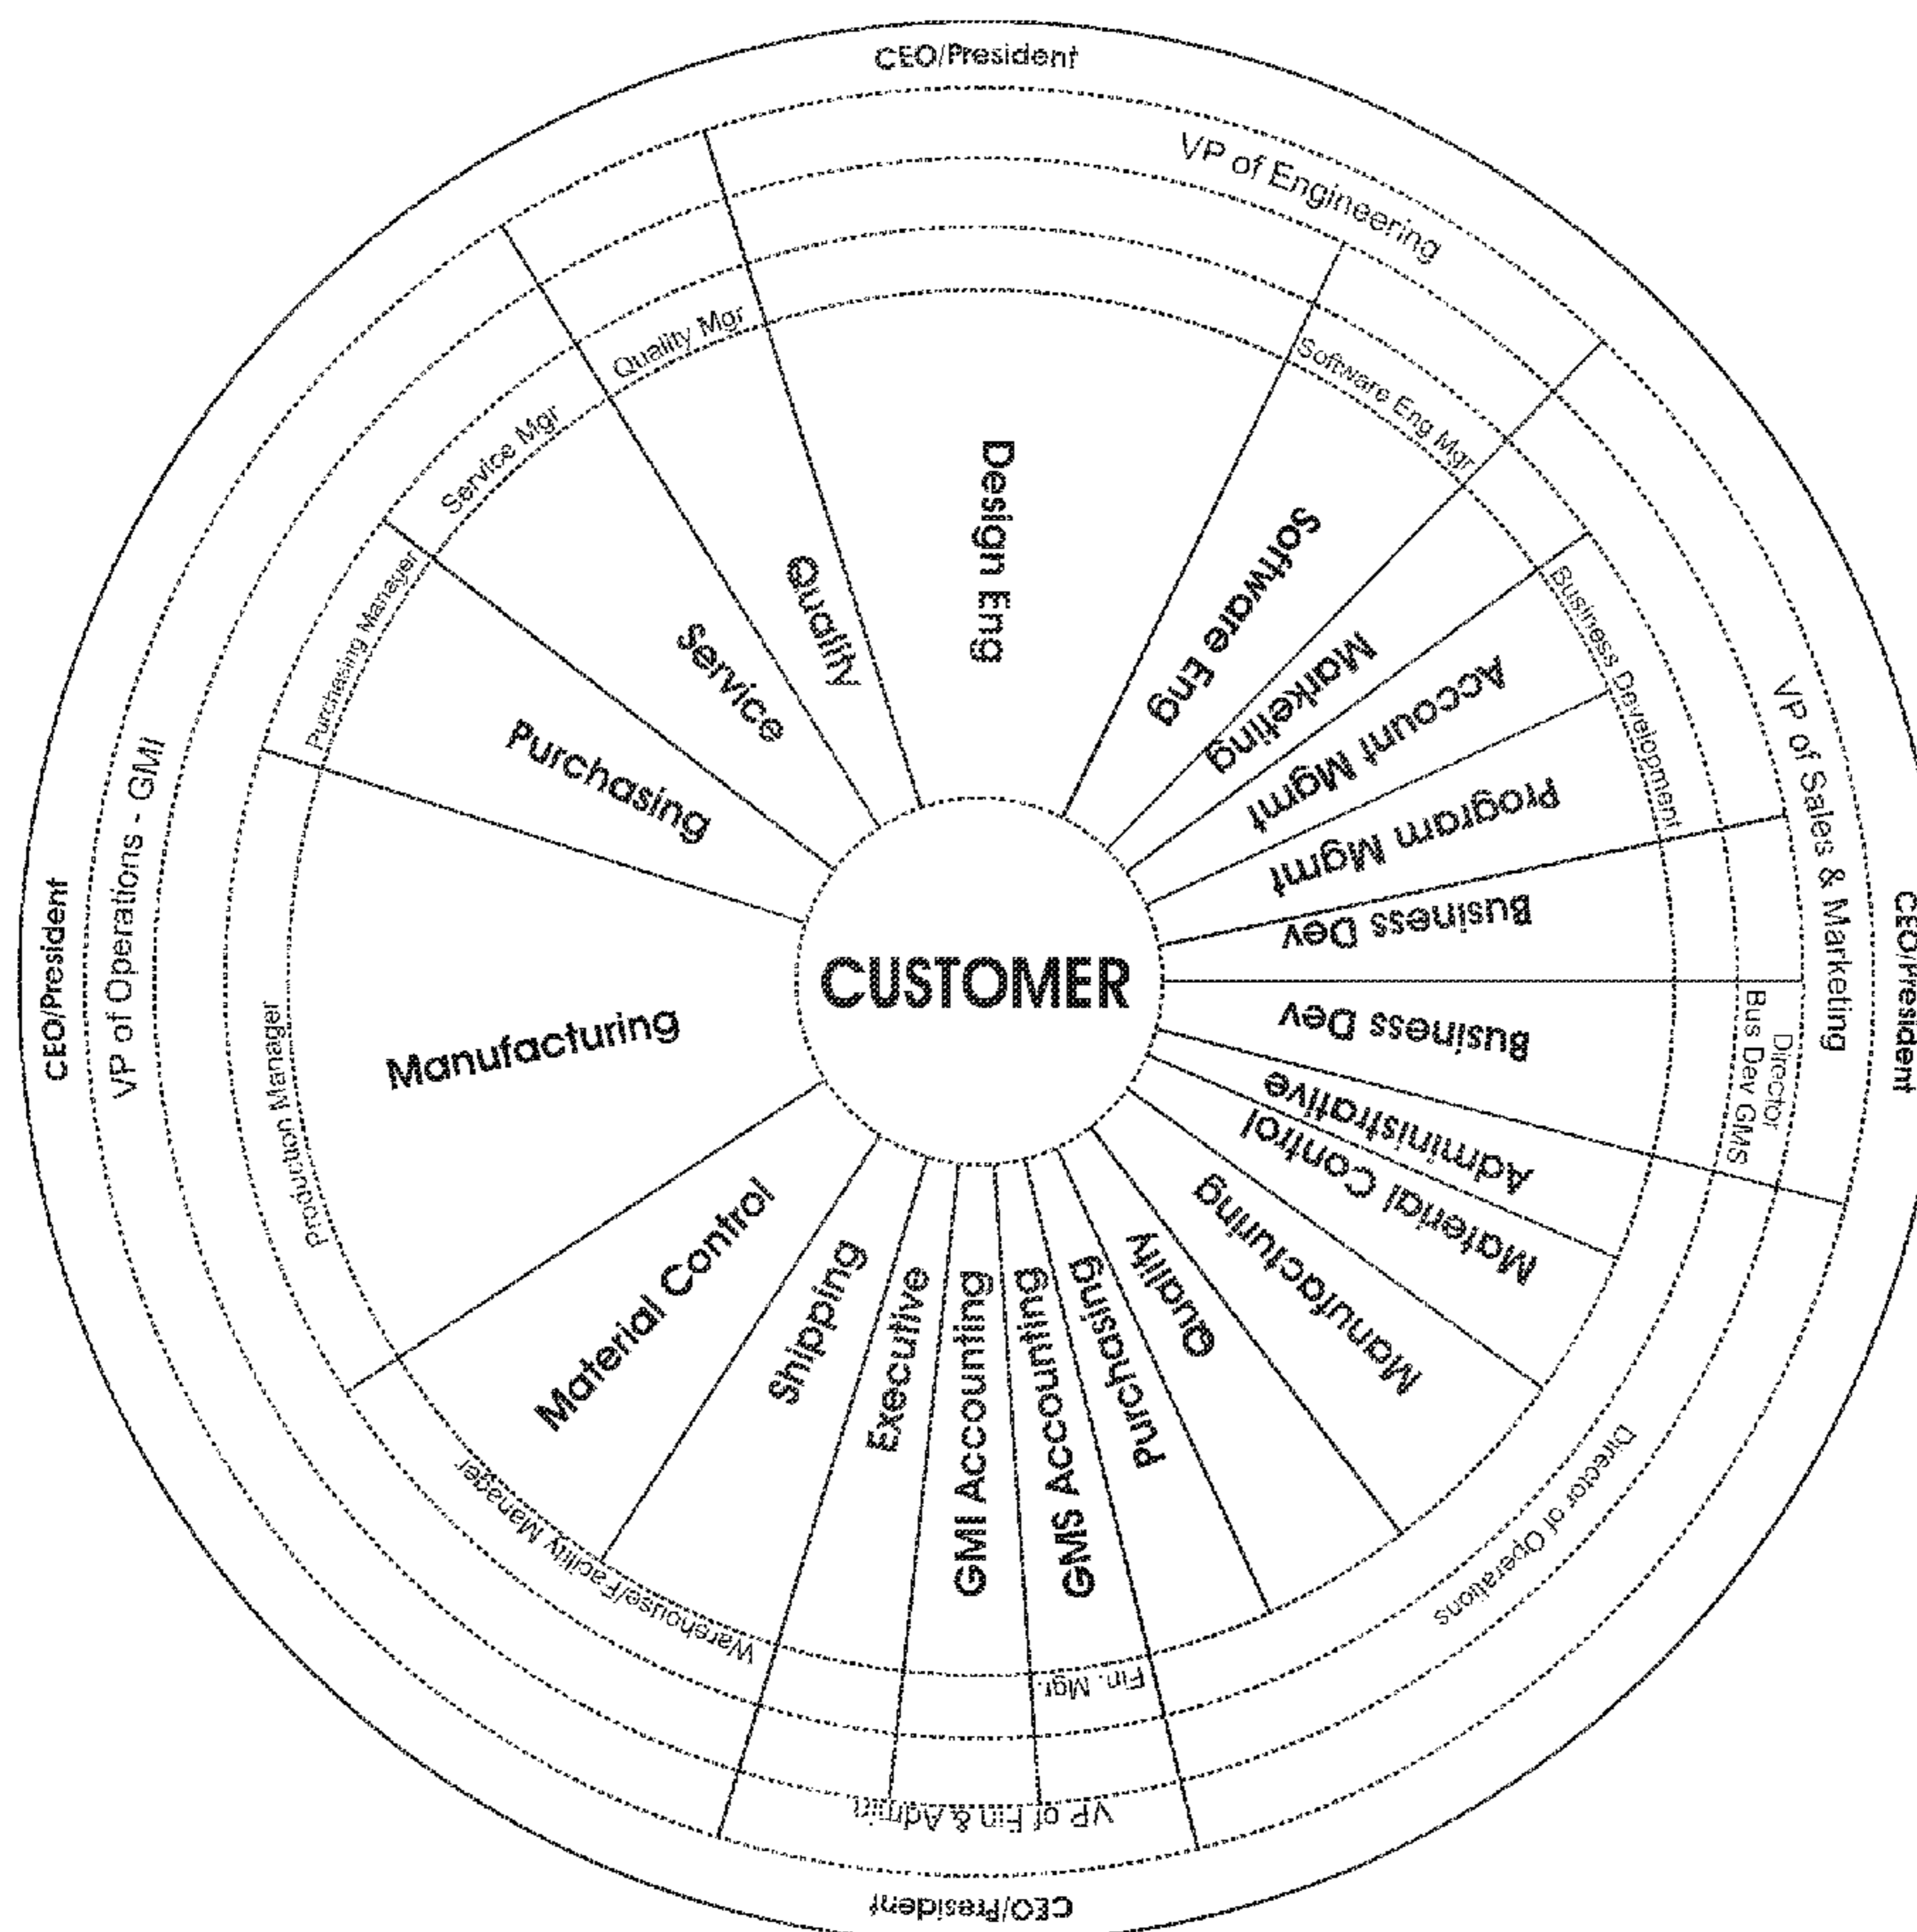 CEO/President
VP of Engineering
Quality Mgr
Software Eng Mgr
Service Mgr
Purchasing Manager
Business Development
VP of Sales & Marketing
CEO/President
Director
Bus Dev GMS
Director of Operations
Fin. Mgr.
VP of Fin & Admin
CEO/President
Warehouse/Facility Manager
Production Manager
VP of Operations - GMI
CEO/President
Design Eng
Software Eng
Marketing
Account Mgmt
Program Mgmt
Business Dev
Business Dev
Administrative
Material Control
Manufacturing
Quality
Purchasing
GMS Accounting
GMI Accounting
Executive
Shipping
Material Control
Manufacturing
Purchasing
Service
Quality
CUSTOMER